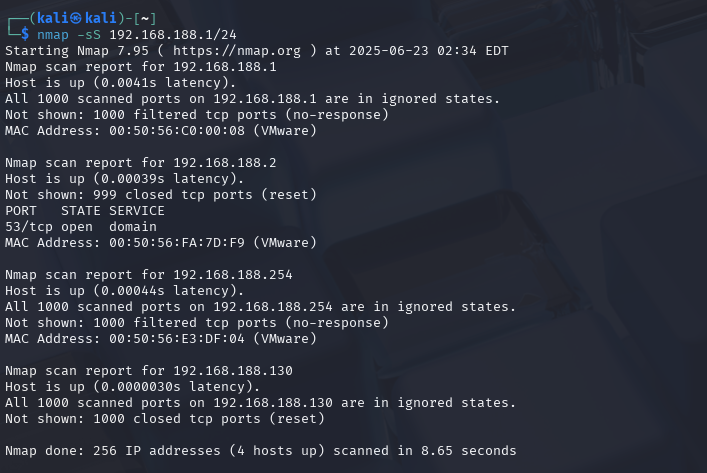 ┌──(kali㉿kali)-[~]
└─$ nmap -sS 192.168.188.1/24
Starting Nmap 7.95 ( https://nmap.org ) at 2025-06-23 02:34 EDT
Nmap scan report for 192.168.188.1
Host is up (0.0041s latency).
All 1000 scanned ports on 192.168.188.1 are in ignored states.
Not shown: 1000 filtered tcp ports (no-response)
MAC Address: 00:50:56:C0:00:08 (VMware)

Nmap scan report for 192.168.188.2
Host is up (0.00039s latency).
Not shown: 999 closed tcp ports (reset)
PORT   STATE SERVICE
53/tcp open  domain
MAC Address: 00:50:56:FA:7D:F9 (VMware)

Nmap scan report for 192.168.188.254
Host is up (0.00044s latency).
All 1000 scanned ports on 192.168.188.254 are in ignored states.
Not shown: 1000 filtered tcp ports (no-response)
MAC Address: 00:50:56:E3:DF:04 (VMware)

Nmap scan report for 192.168.188.130
Host is up (0.0000030s latency).
All 1000 scanned ports on 192.168.188.130 are in ignored states.
Not shown: 1000 closed tcp ports (reset)

Nmap done: 256 IP addresses (4 hosts up) scanned in 8.65 seconds